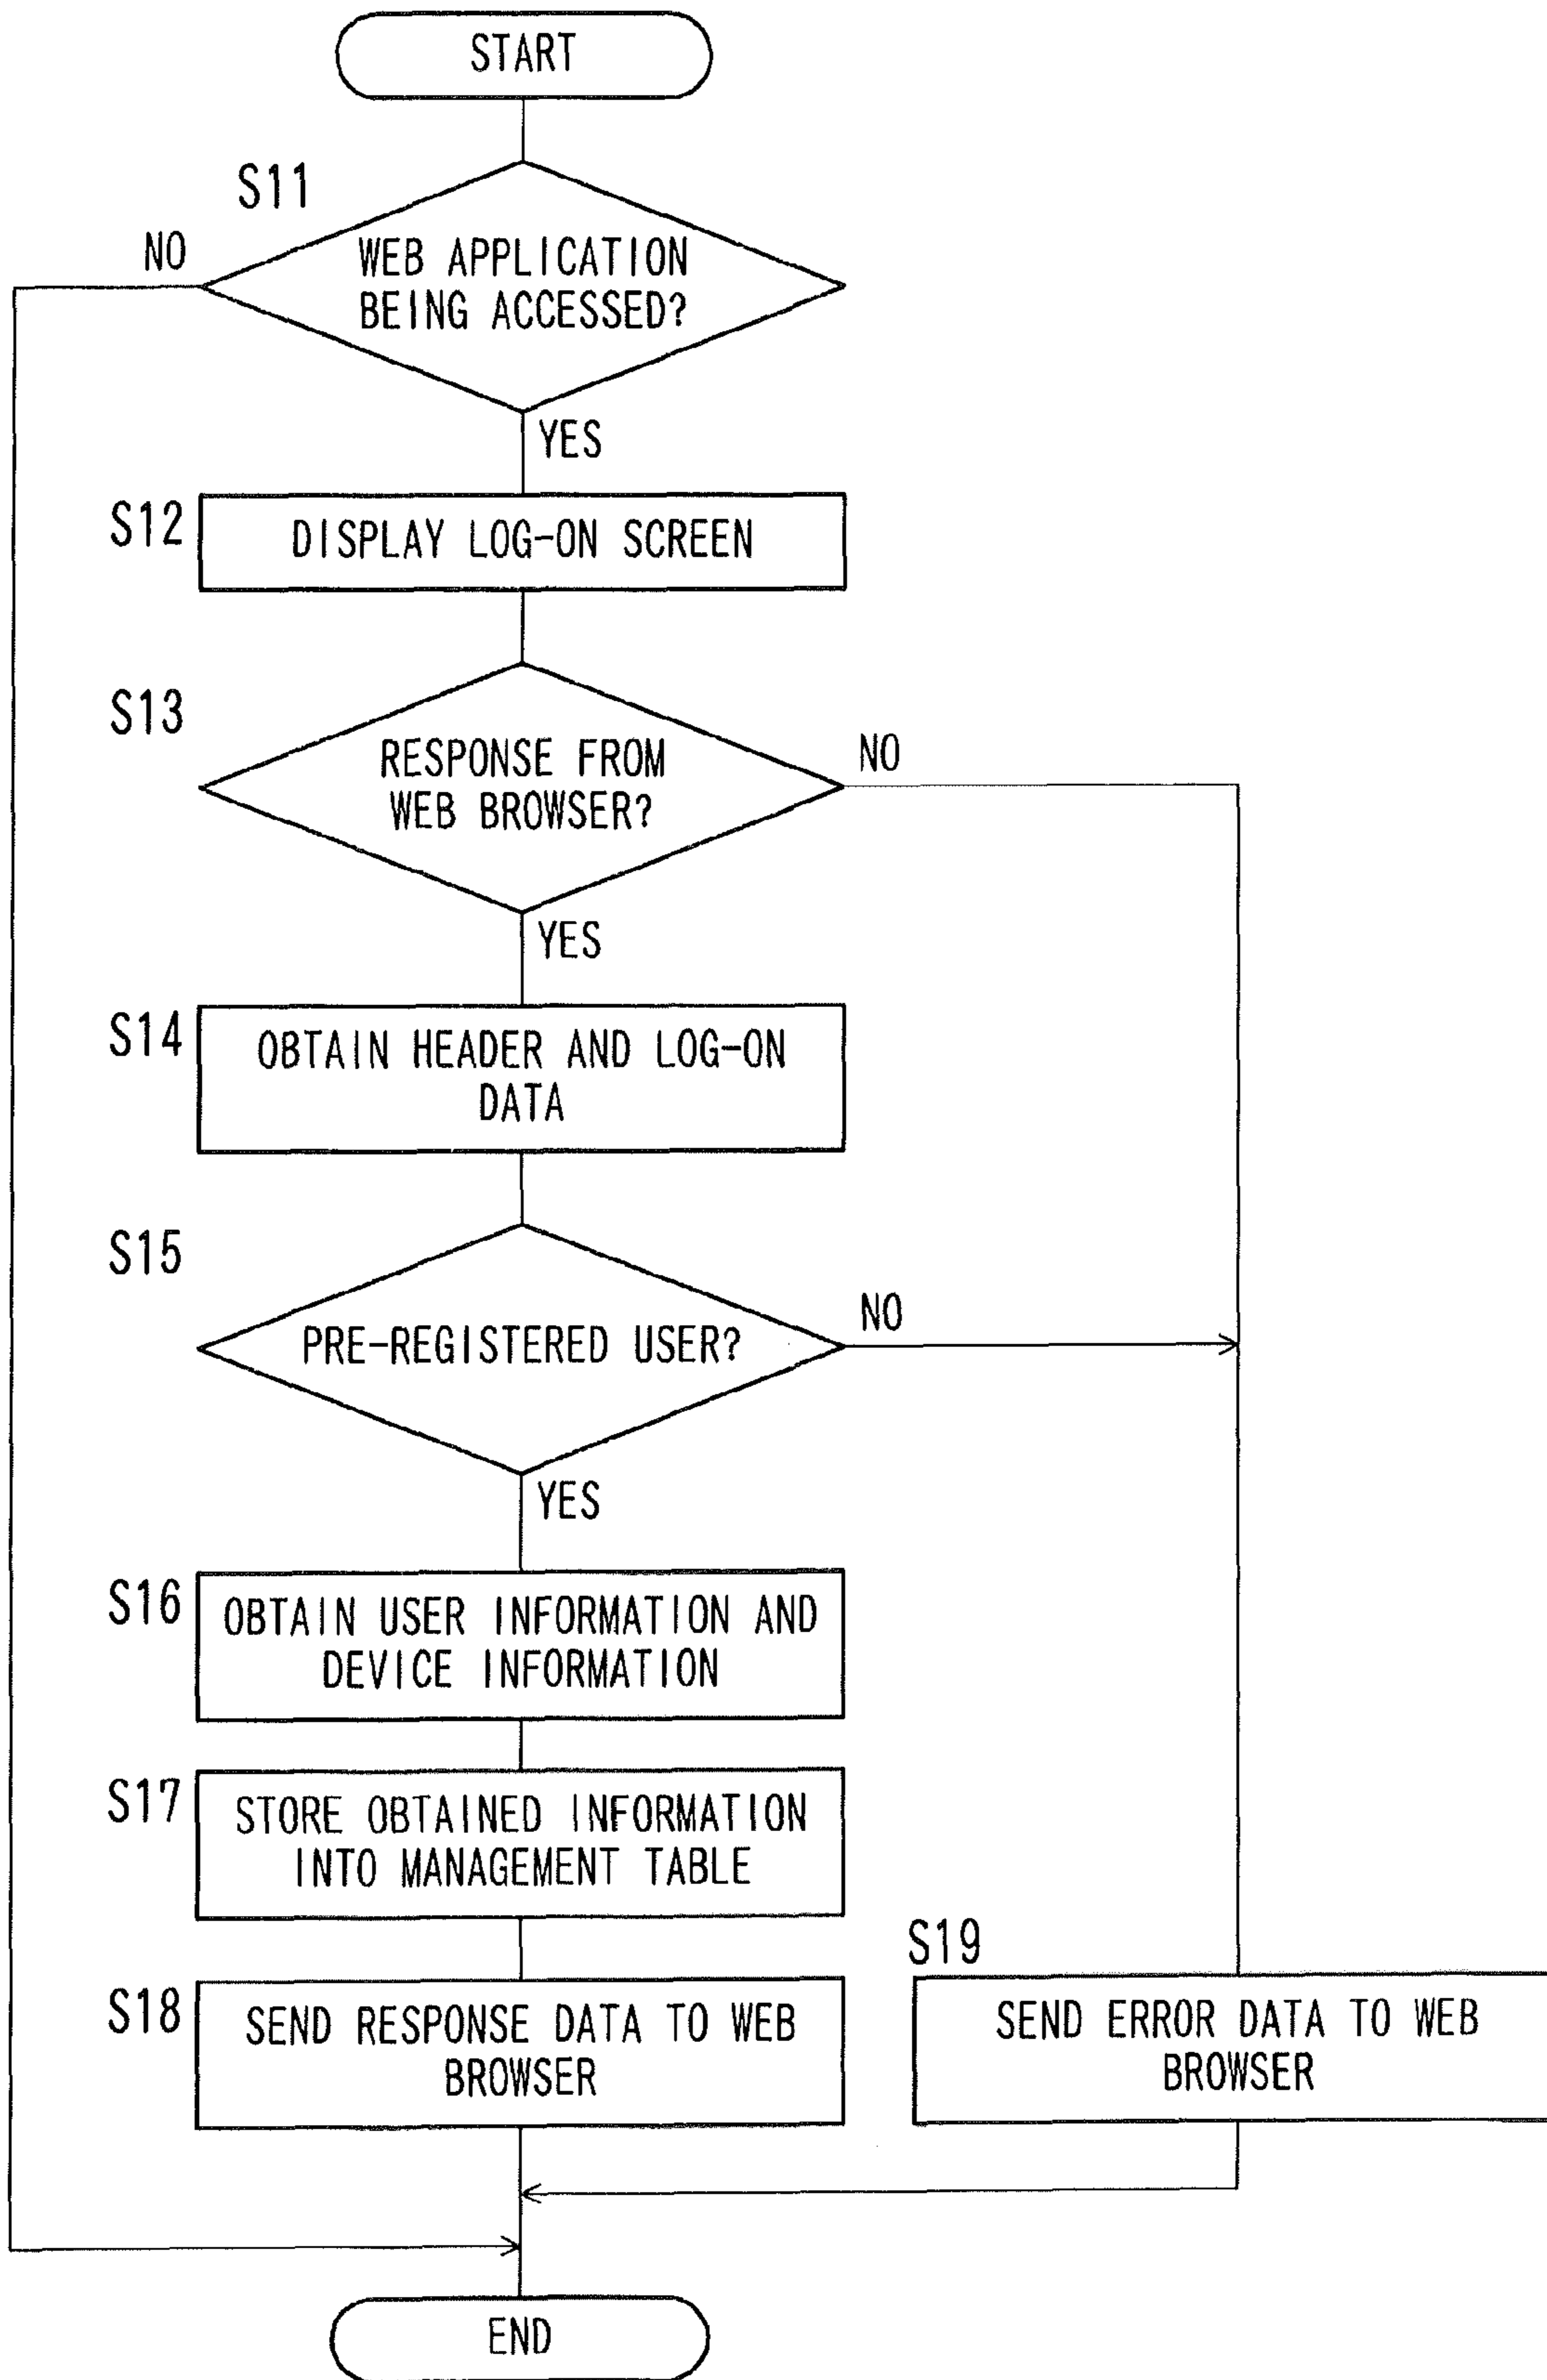 START
S11
NO
WEB APPLICATION
BEING ACCESSED?
YES
S12
DISPLAY LOG-ON SCREEN
S13
RESPONSE FROM
WEB BROWSER?
NO
YES
S14
OBTAIN HEADER AND LOG-ON
DATA
S15
PRE-REGISTERED USER?
NO
YES
S16
OBTAIN USER INFORMATION AND
DEVICE INFORMATION
S17
STORE OBTAINED INFORMATION
INTO MANAGEMENT TABLE
S18
SEND RESPONSE DATA TO WEB
BROWSER
S19
SEND ERROR DATA TO WEB
BROWSER
END